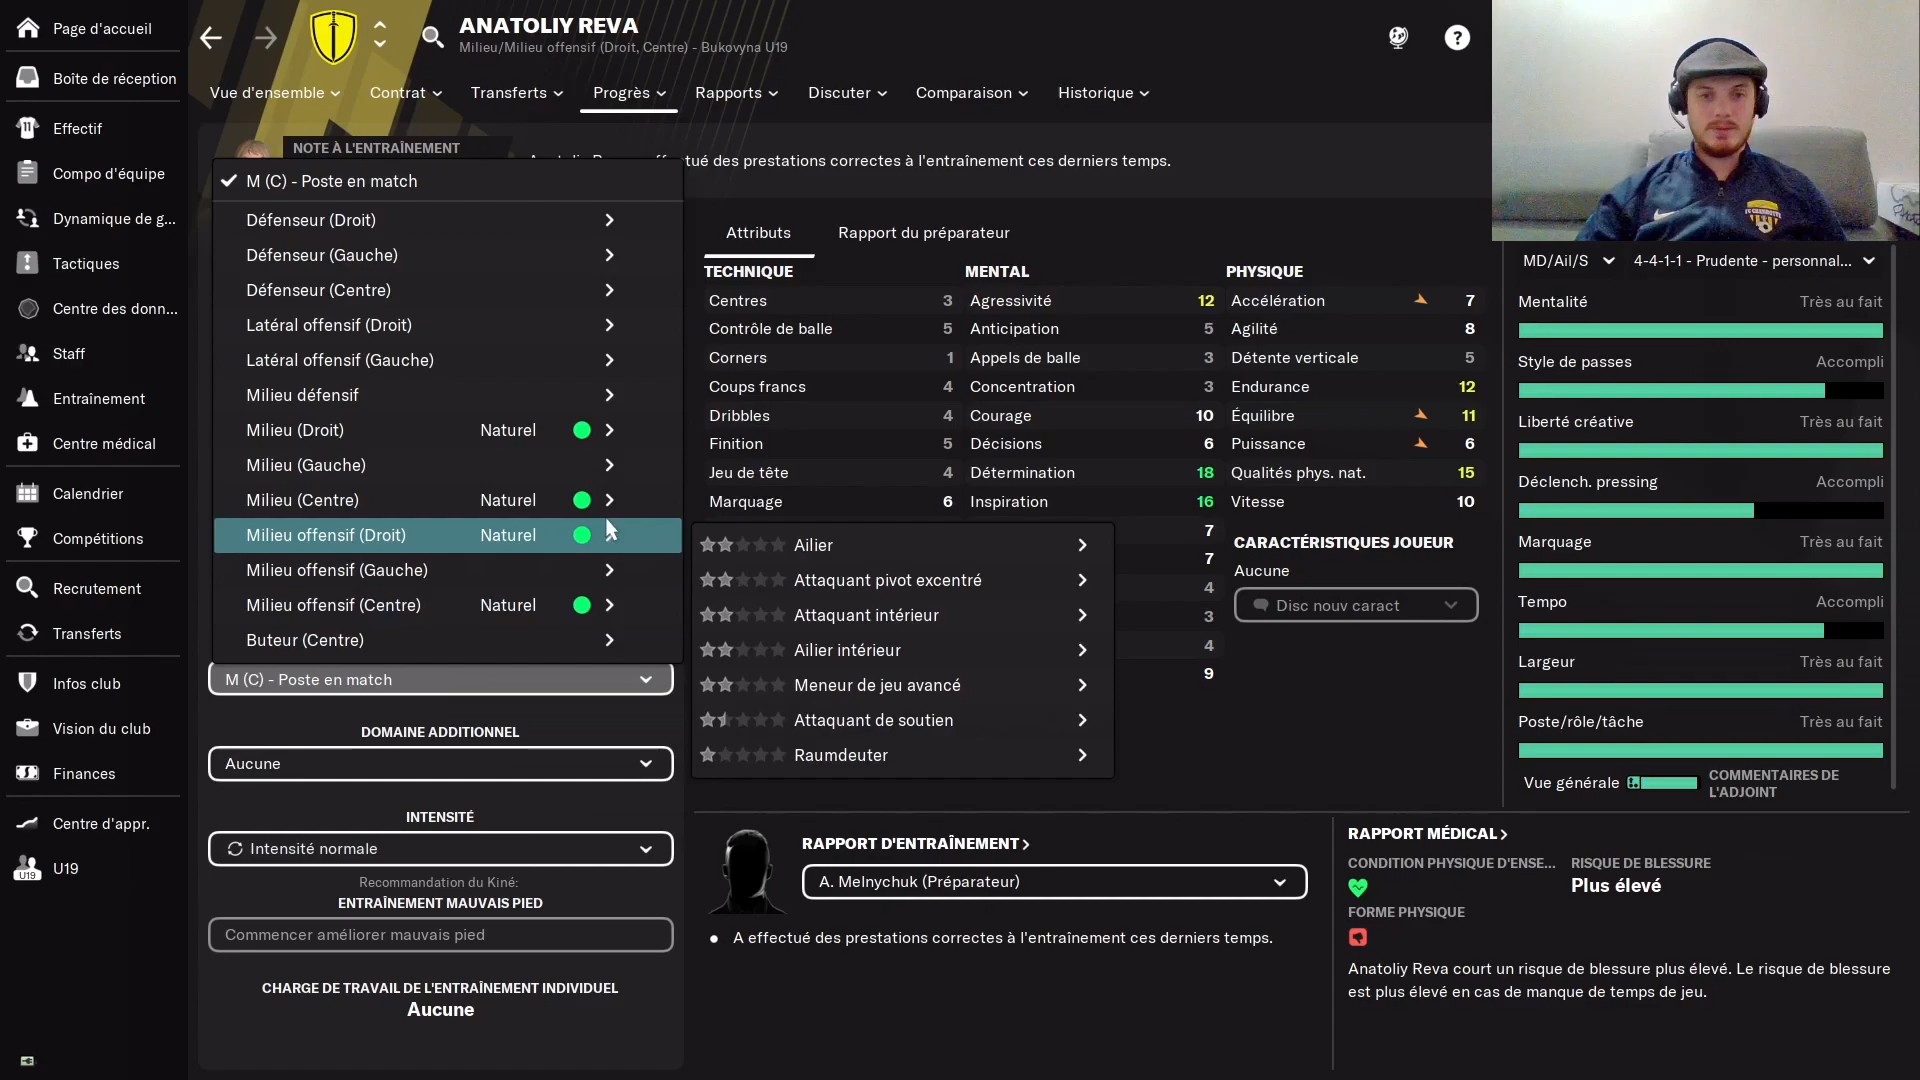 Page d'accueil
Boîte de réception
Effectif
Compo d'équipe
Dynamique de g...
Tactiques
Centre des donn...
Staff
Entraînement
Centre médical
Calendrier
Compétitions
Recrutement
Transferts
Infos club
Vision du club
Finances
Centre d'appr.
U19
U19
ANATOLIY REVA
Milieu/Milieu offensif (Droit, Centre) - Bukovyna U19
Vue d'ensemble
Contrat
Transferts
Progrès
Rapports
Discuter
Comparaison
Historique
NOTE À L'ENTRAÎNEMENT
des prestations correctes à l'entraînement ces derniers temps.
M (C) - Poste en match
Défenseur (Droit)
Défenseur (Gauche)
Défenseur (Centre)
Latéral offensif (Droit)
Latéral offensif (Gauche)
Milieu défensif
Milieu (Droit) Naturel
Milieu (Gauche)
Milieu (Centre) Naturel
Milieu offensif (Droit) Naturel
Milieu offensif (Gauche)
Milieu offensif (Centre) Naturel
Buteur (Centre)
M (C) - Poste en match
DOMAINE ADDITIONNEL
Aucune
INTENSITÉ
Intensité normale
Recommandation du Kiné:
ENTRAÎNEMENT MAUVAIS PIED
Commencer améliorer mauvais pied
CHARGE DE TRAVAIL DE L'ENTRAÎNEMENT INDIVIDUEL
Aucune
Attributs
Rapport du préparateur
TECHNIQUE
Centres 3
Contrôle de balle 5
Corners 1
Coups francs 4
Dribbles 4
Finition 5
Jeu de tête 4
Marquage 6
MENTAL
Agressivité 12
Anticipation 5
Appels de balle 3
Concentration 3
Courage 10
Décisions 6
Détermination 18
Inspiration 16
7
7
4
3
4
9
PHYSIQUE
Accélération 7
Agilité 8
Détente verticale 5
Endurance 12
Équilibre 11
Puissance 6
Qualités phys. nat. 15
Vitesse 10
CARACTÉRISTIQUES JOUEUR
Aucune
Disc nouv caract
Ailier
Attaquant pivot excentré
Attaquant intérieur
Ailier intérieur
Meneur de jeu avancé
Attaquant de soutien
Raumdeuter
MD/Ail/S
4-4-1-1 - Prudente - personnal...
Mentalité Très au fait
Style de passes Accompli
Liberté créative Très au fait
Déclench. pressing Accompli
Marquage Très au fait
Tempo Accompli
Largeur Très au fait
Poste/rôle/tâche Très au fait
Vue générale
COMMENTAIRES DE
L'ADJOINT
RAPPORT D'ENTRAÎNEMENT
A. Melnychuk (Préparateur)
A effectué des prestations correctes à l'entraînement ces derniers temps.
RAPPORT MÉDICAL
CONDITION PHYSIQUE D'ENSE...
RISQUE DE BLESSURE
Plus élevé
FORME PHYSIQUE
Anatoliy Reva court un risque de blessure plus élevé. Le risque de blessure
est plus élevé en cas de manque de temps de jeu.